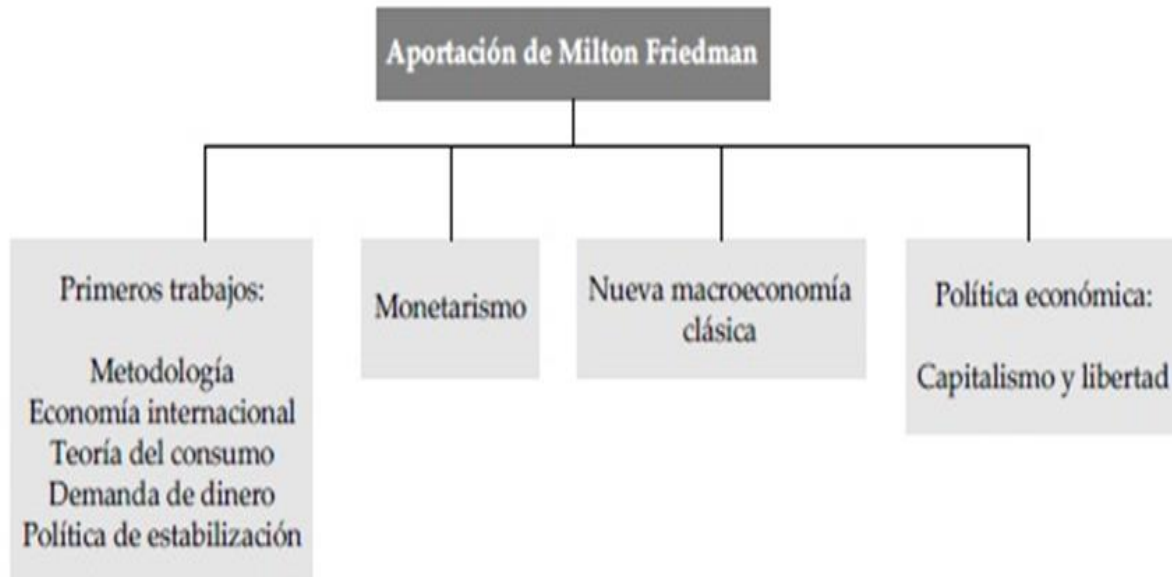 Aportación de Milton Friedman
Primeros trabajos:
Metodología
Economía internacional
Teoría del consumo
Demanda de dinero
Política de estabilización
Monetarismo
Nueva macroeconomía
clásica
Política económica:
Capitalismo y libertad